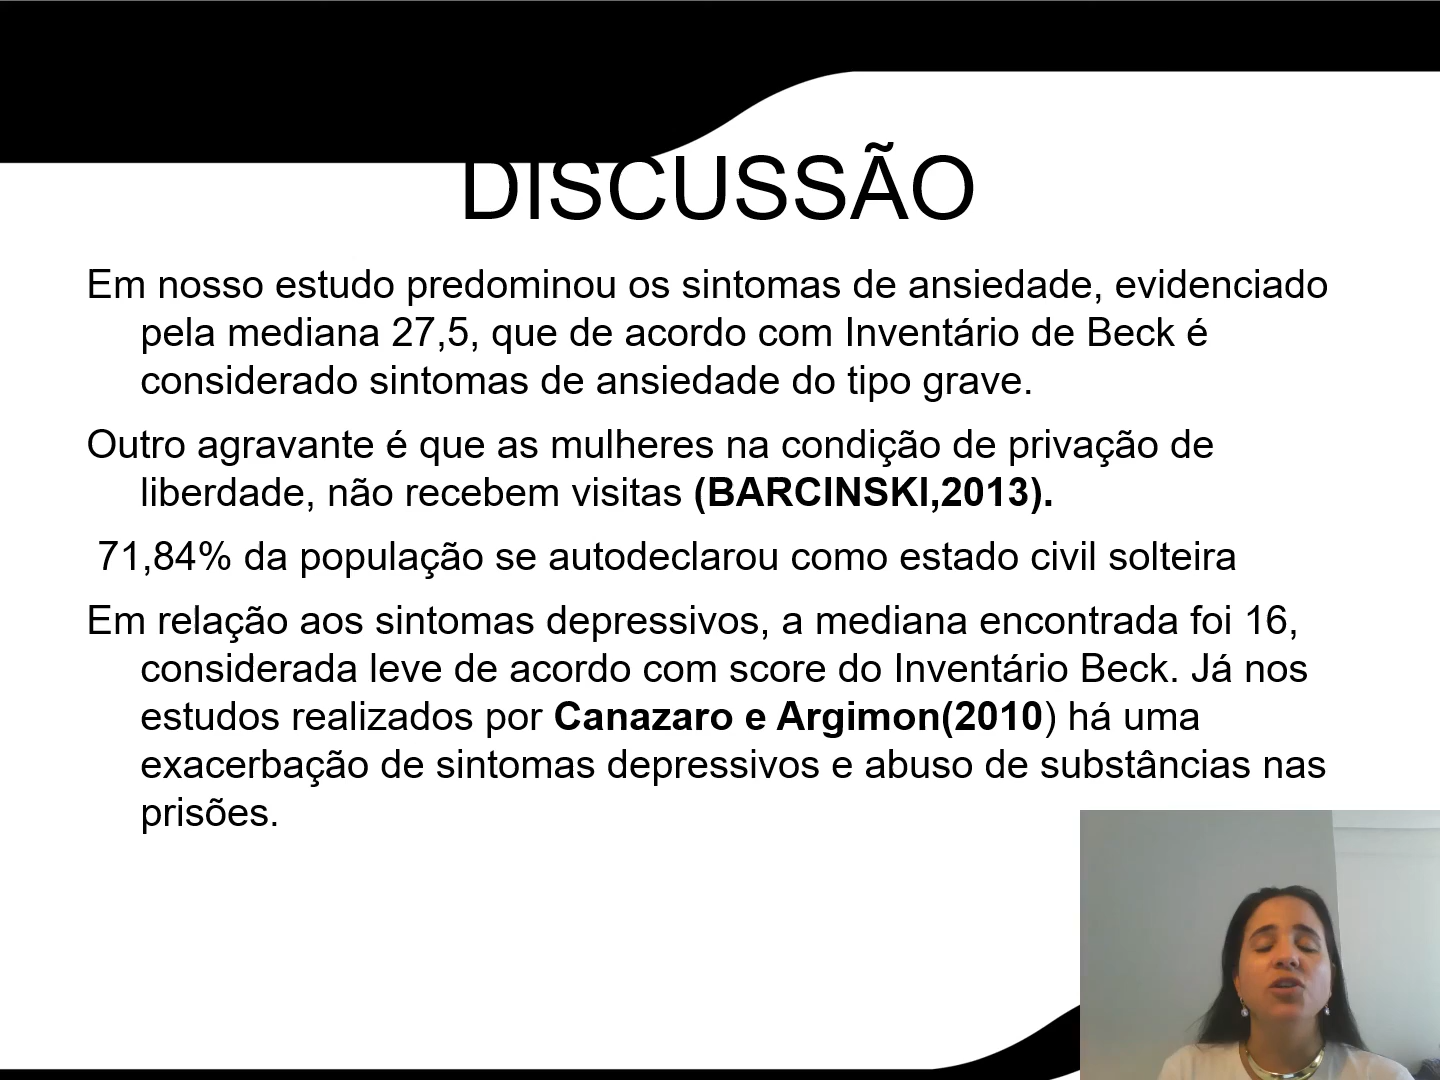 DISCUSSÃO
Em nosso estudo predominou os sintomas de ansiedade, evidenciado
pela mediana 27,5, que de acordo com Inventário de Beck é
considerado sintomas de ansiedade do tipo grave.
Outro agravante é que as mulheres na condição de privação de
liberdade, não recebem visitas (BARCINSKI,2013).
71,84% da população se autodeclarou como estado civil solteira
Em relação aos sintomas depressivos, a mediana encontrada foi 16,
considerada leve de acordo com score do Inventário Beck. Já nos
estudos realizados por Canazaro e Argimon(2010) há uma
exacerbação de sintomas depressivos e abuso de substâncias nas
prisões.